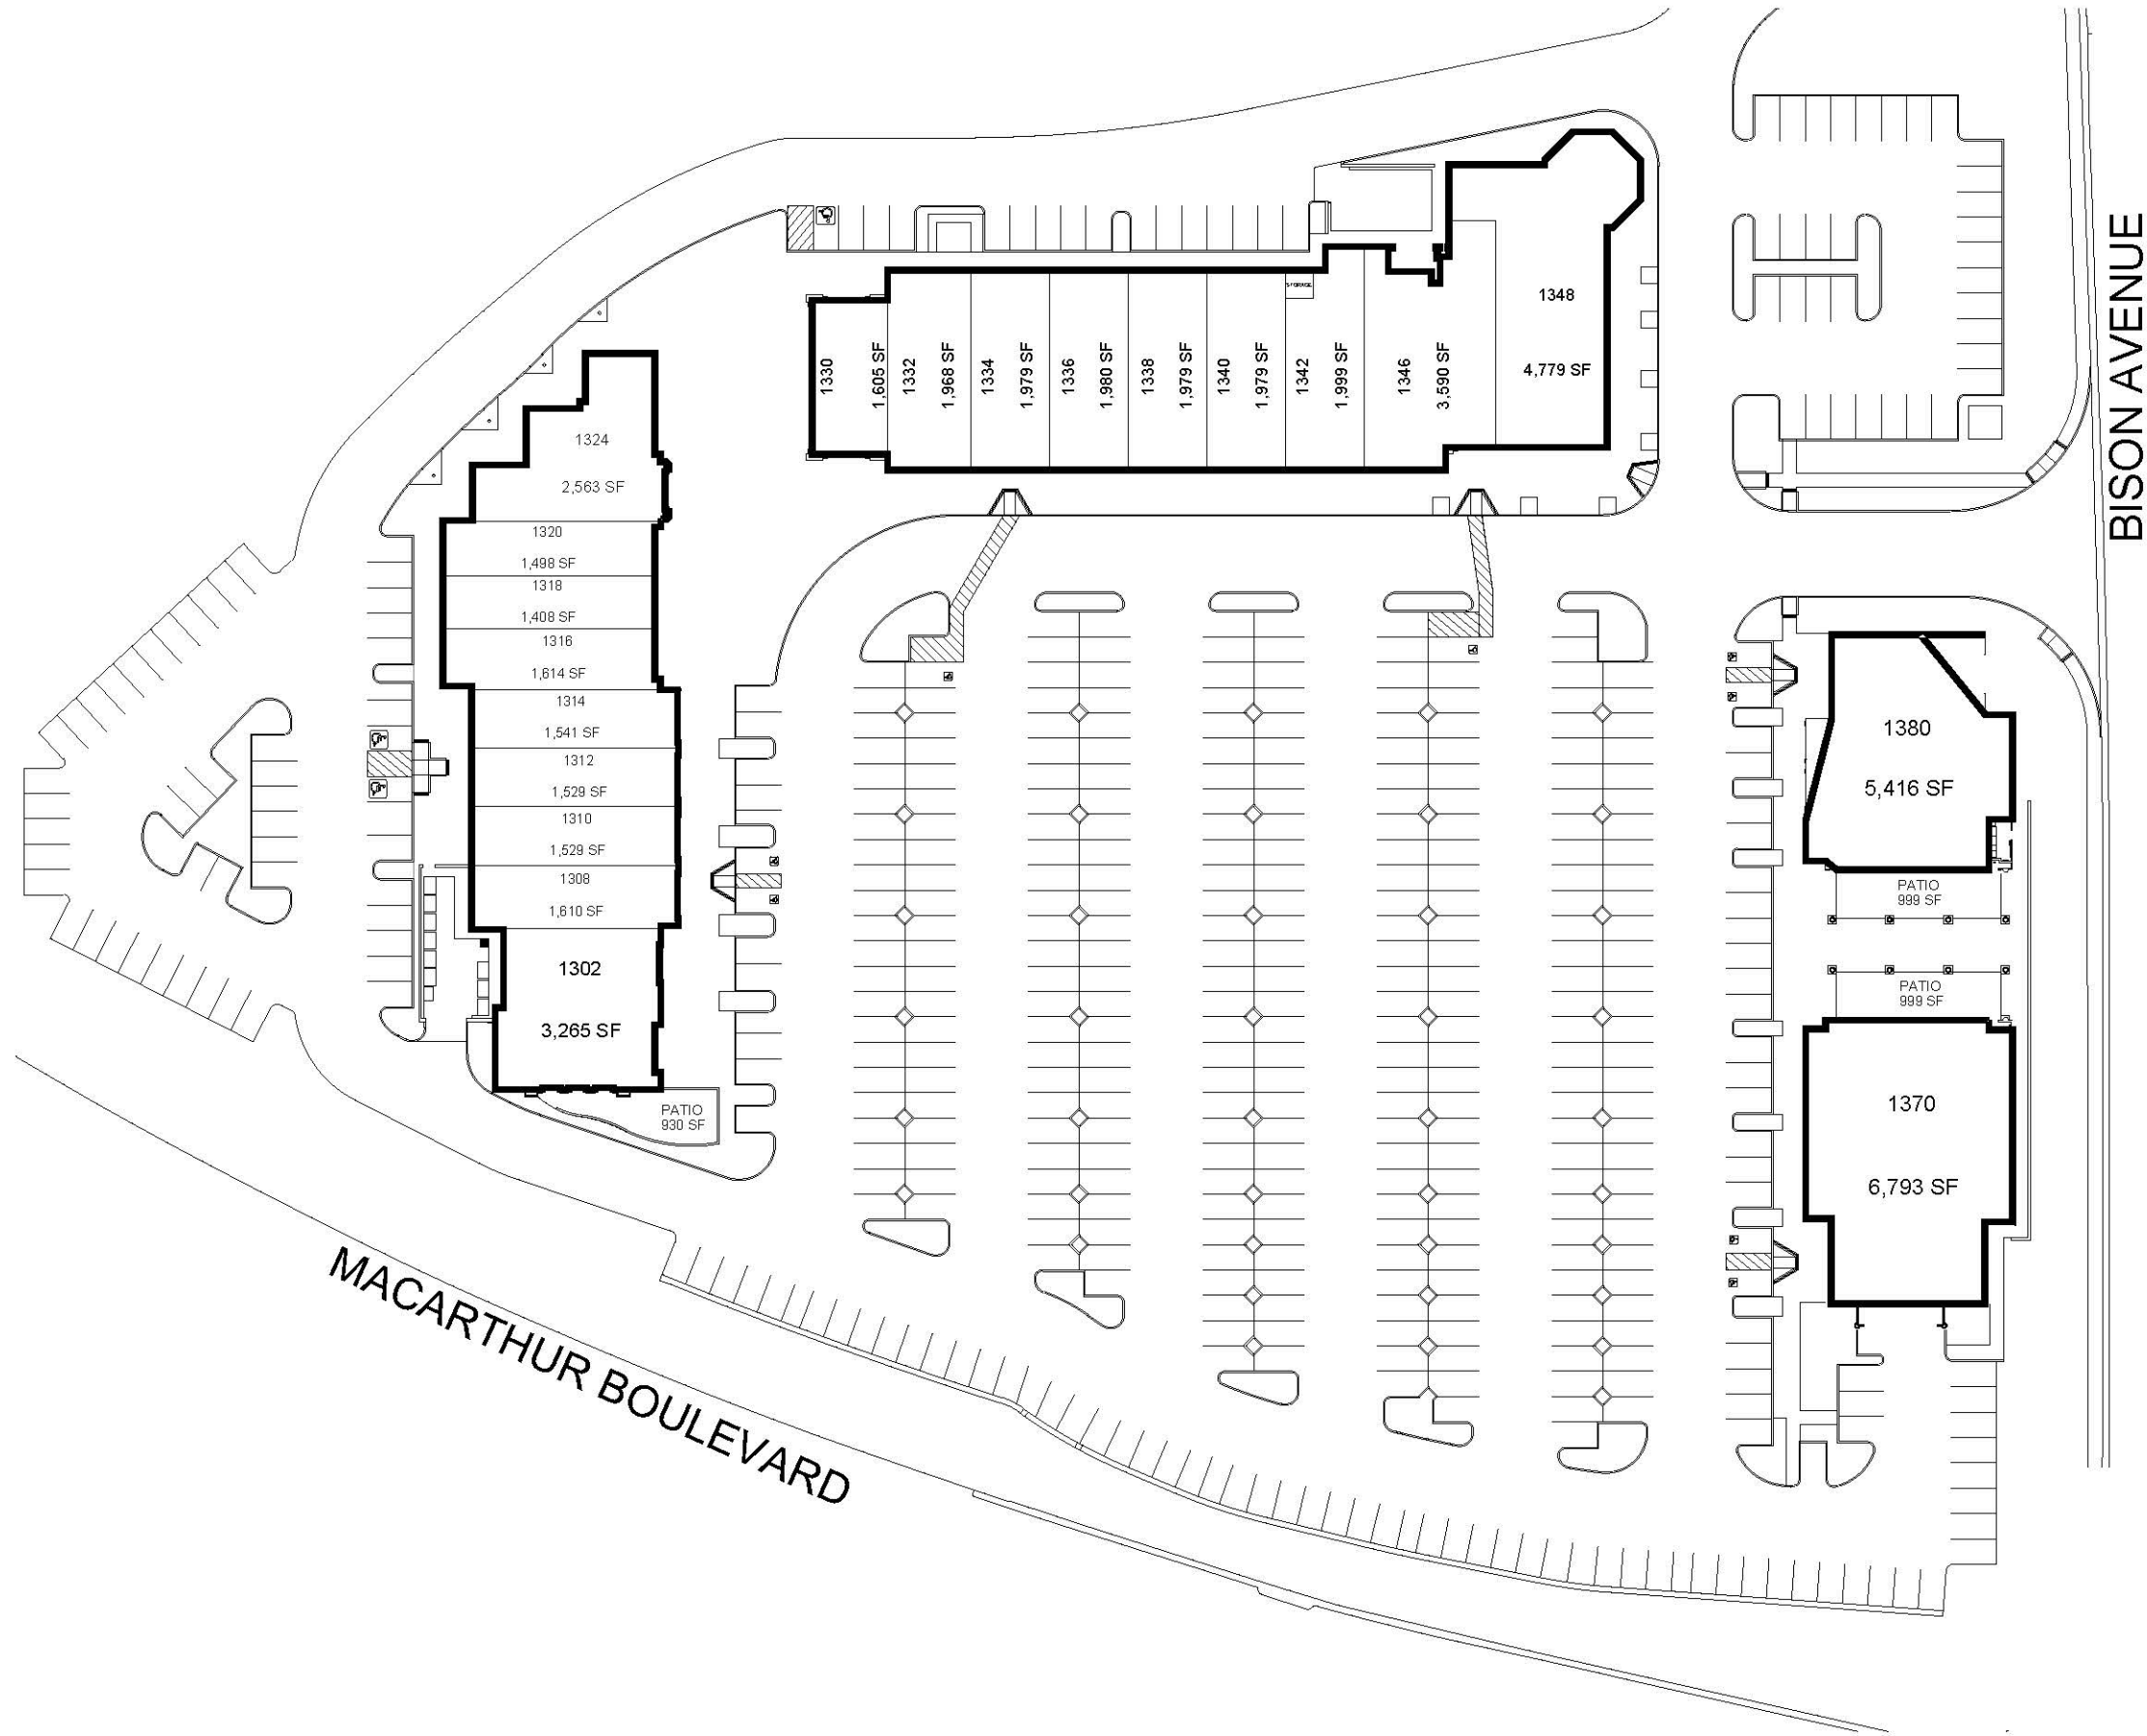 BISON AVENUE
1330
1,605 SF
1332
1,968 SF
1334
1,979 SF
1336
1,980 SF
1338
1,979 SF
1340
1,979 SF
STORAGE
1342
1,999 SF
1346
3,590 SF
1348
4,779 SF
1324
2,563 SF
1320
1,498 SF
1318
1,408 SF
1316
1,614 SF
1314
1,541 SF
1312
1,529 SF
1310
1,529 SF
1308
1,610 SF
1302
3,265 SF
PATIO
930 SF
1380
5,416 SF
PATIO
999 SF
PATIO
999 SF
1370
6,793 SF
MACARTHUR BOULEVARD